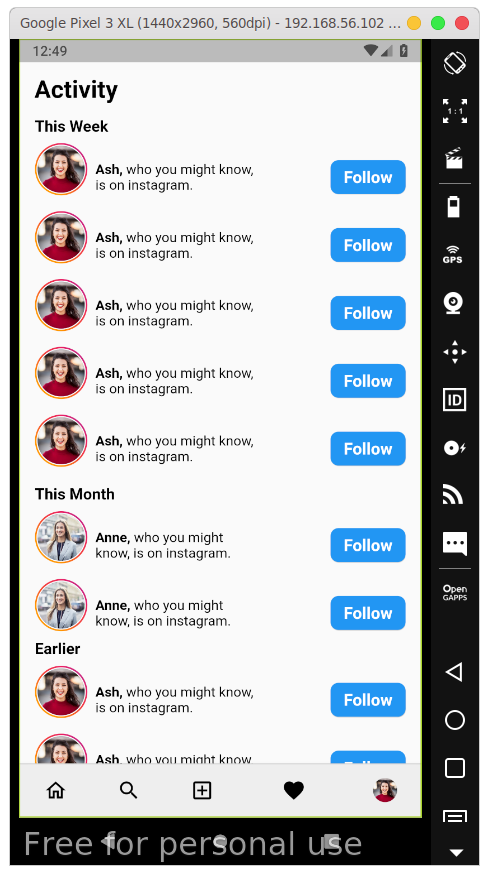 Google Pixel 3 XL (1440x2960, 560dpi) - 192.168.56.102 ...
12:49
Activity
This Week
Ash, who you might know,
is on instagram.
Follow
Ash, who you might know,
is on instagram.
Follow
Ash, who you might know,
is on instagram.
Follow
Ash, who you might know,
is on instagram.
Follow
Ash, who you might know,
is on instagram.
Follow
This Month
Anne, who you might
know, is on instagram.
Follow
Anne, who you might
know, is on instagram.
Follow
Earlier
Ash, who you might know,
is on instagram.
Follow
Ash, who you might know,
Follow
Free for personal use
1:1
GPS
ID
Open
GAPPS